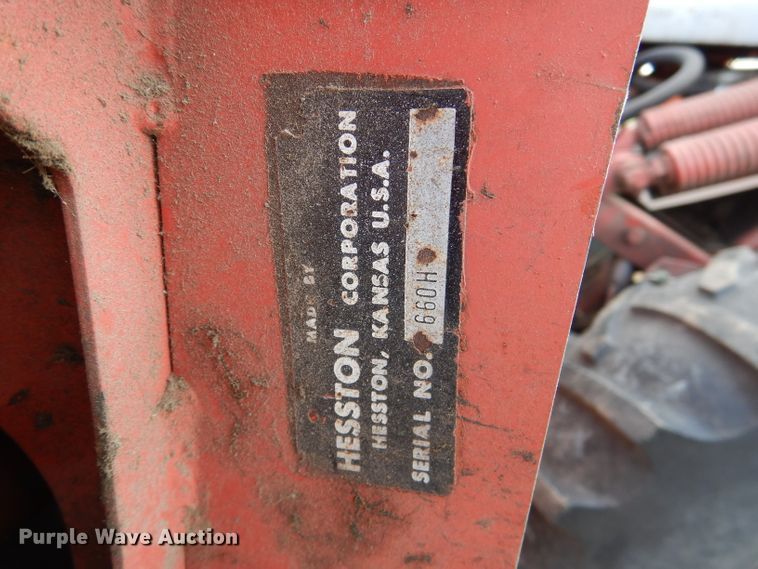 MADE BY
HESSTON CORPORATION
HESSTON, KANSAS U.S.A.
SERIAL NO. 660H
Purple Wave Auction